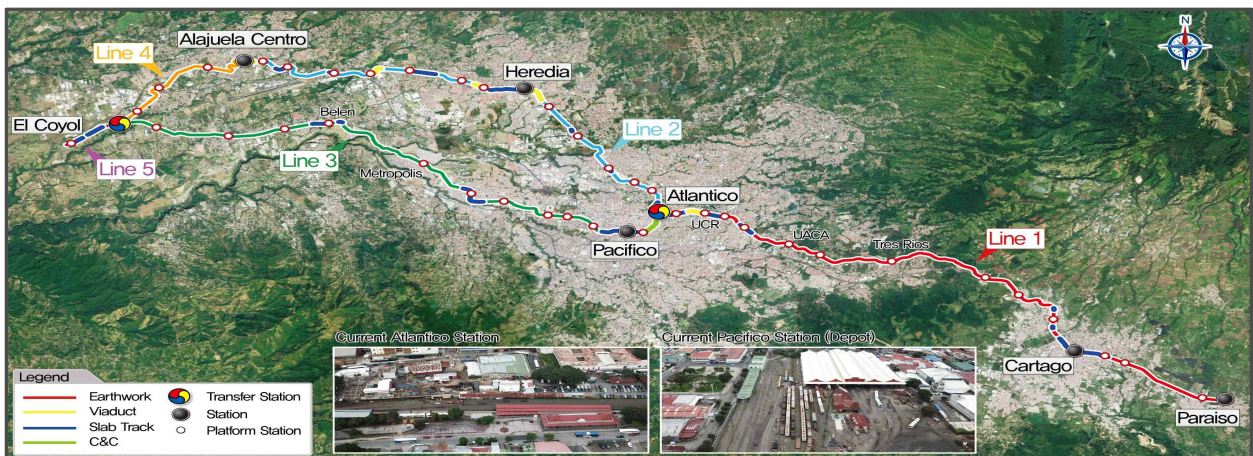 N
Alajuela Centro
Line 4
Heredia
El Coyol
Belen
Line 2
Line 5
Line 3
Metropolis
Atlantico
UCR
Pacifico
UACA
Tres Rios
Line 1
Current Atlantico Station
Current Pacifico Station (Depot)
Cartago
Paraiso
Legend
Earthwork
Transfer Station
Viaduct
Station
Slab Track
Platform Station
C&C